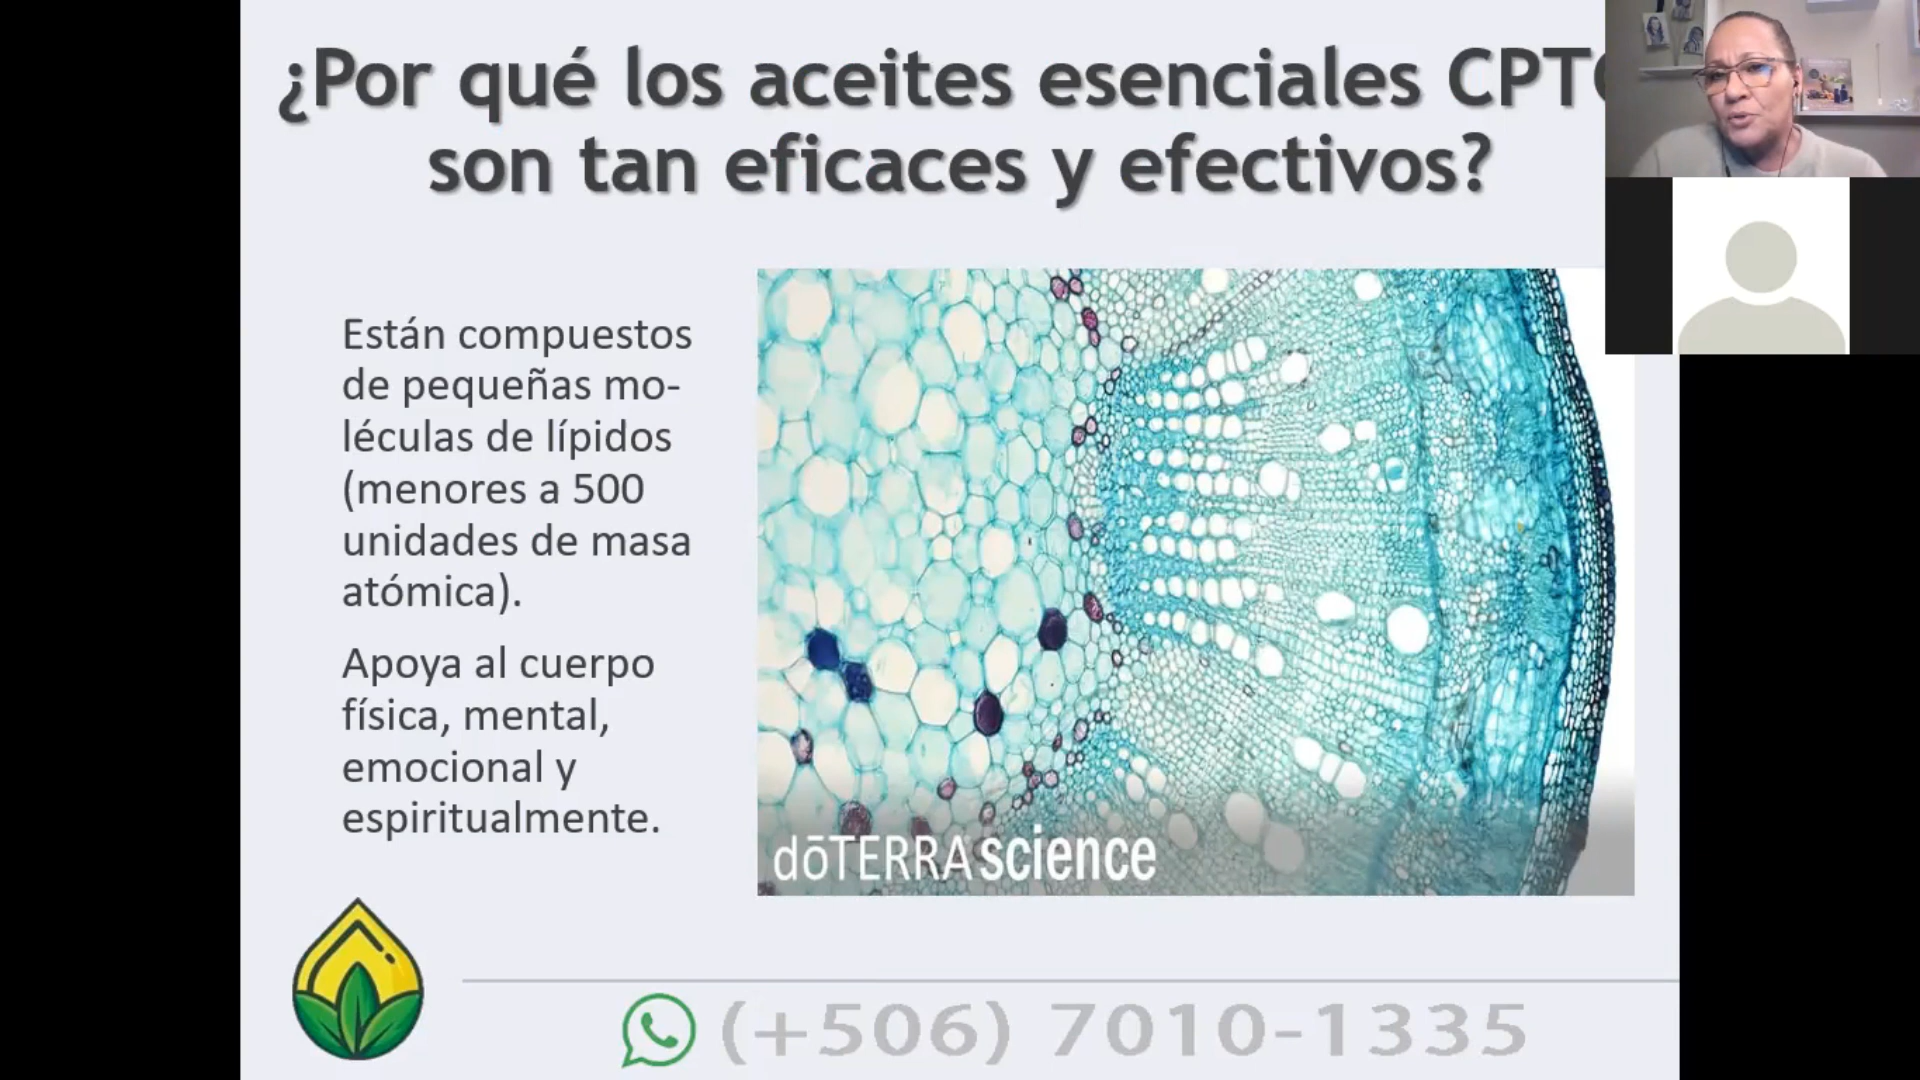 ¿Por qué los aceites esenciales CPT
son tan eficaces y efectivos?
Están compuestos
de pequeñas mo-
léculas de lípidos
(menores a 500
unidades de masa
atómica).
Apoya al cuerpo
física, mental,
emocional y
espiritualmente.
dōTERRA science
(+506) 7010-1335